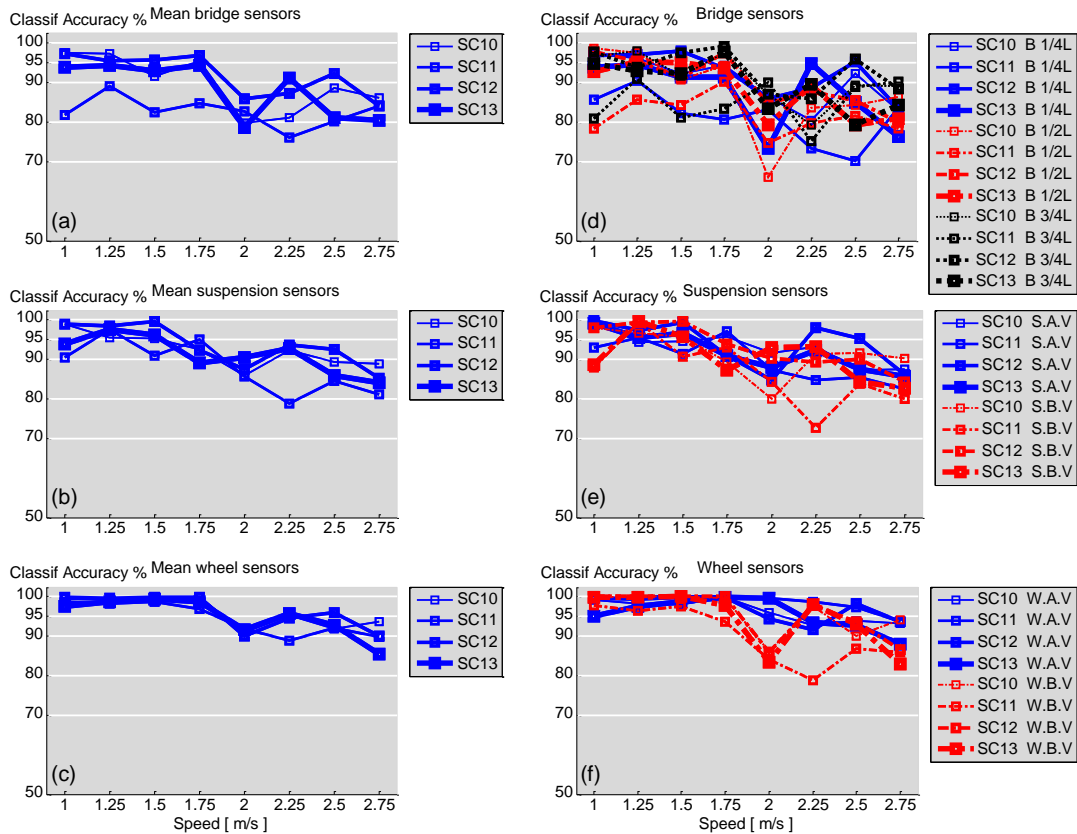 Classif Accuracy % Mean bridge sensors
100
95
90
80
70
50
(a)
1 1.25 1.5 1.75 2 2.25 2.5 2.75
SC10
SC11
SC12
SC13
Classif Accuracy % Bridge sensors
100
95
90
80
70
50
(d)
1 1.25 1.5 1.75 2 2.25 2.5 2.75
SC10 B 1/4L
SC11 B 1/4L
SC12 B 1/4L
SC13 B 1/4L
SC10 B 1/2L
SC11 B 1/2L
SC12 B 1/2L
SC13 B 1/2L
SC10 B 3/4L
SC11 B 3/4L
SC12 B 3/4L
SC13 B 3/4L
Classif Accuracy % Mean suspension sensors
100
95
90
80
70
50
(b)
1 1.25 1.5 1.75 2 2.25 2.5 2.75
SC10
SC11
SC12
SC13
Classif Accuracy % Suspension sensors
100
95
90
80
70
50
(e)
1 1.25 1.5 1.75 2 2.25 2.5 2.75
SC10 S.A.V
SC11 S.A.V
SC12 S.A.V
SC13 S.A.V
SC10 S.B.V
SC11 S.B.V
SC12 S.B.V
SC13 S.B.V
Classif Accuracy % Mean wheel sensors
100
95
90
80
70
50
(c)
1 1.25 1.5 1.75 2 2.25 2.5 2.75
Speed [ m/s ]
SC10
SC11
SC12
SC13
Classif Accuracy % Wheel sensors
100
95
90
80
70
50
(f)
1 1.25 1.5 1.75 2 2.25 2.5 2.75
Speed [ m/s ]
SC10 W.A.V
SC11 W.A.V
SC12 W.A.V
SC13 W.A.V
SC10 W.B.V
SC11 W.B.V
SC12 W.B.V
SC13 W.B.V